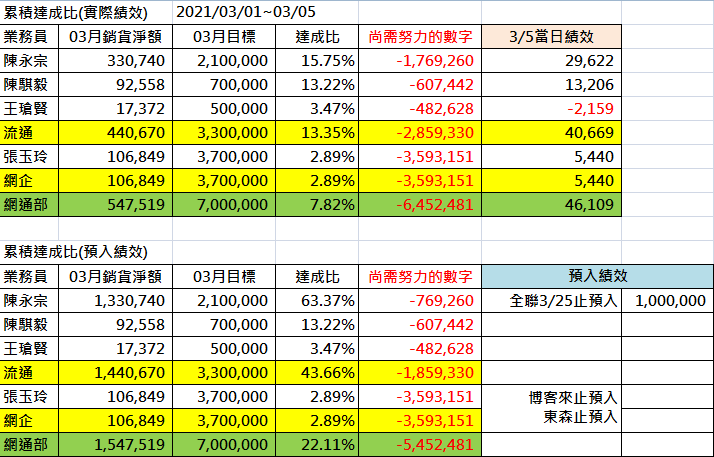 累積達成比(實際績效) 2021/03/01~03/05
業務員 03月銷貨淨額 03月目標 達成比 尚需努力的數字 3/5當日績效
陳永宗 330,740 2,100,000 15.75% -1,769,260 29,622
陳騏毅 92,558 700,000 13.22% -607,442 13,206
王瑲賢 17,372 500,000 3.47% -482,628 -2,159
流通 440,670 3,300,000 13.35% -2,859,330 40,669
張玉玲 106,849 3,700,000 2.89% -3,593,151 5,440
網企 106,849 3,700,000 2.89% -3,593,151 5,440
網通部 547,519 7,000,000 7.82% -6,452,481 46,109
累積達成比(預入績效)
業務員 03月銷貨淨額 03月目標 達成比 尚需努力的數字 預入績效
陳永宗 1,330,740 2,100,000 63.37% -769,260 全聯3/25止預入 1,000,000
陳騏毅 92,558 700,000 13.22% -607,442
王瑲賢 17,372 500,000 3.47% -482,628
流通 1,440,670 3,300,000 43.66% -1,859,330
張玉玲 106,849 3,700,000 2.89% -3,593,151 博客來止預入
網企 106,849 3,700,000 2.89% -3,593,151 東森止預入
網通部 1,547,519 7,000,000 22.11% -5,452,481